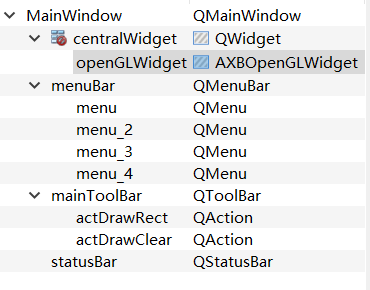 MainWindow QMainWindow
centralWidget QWidget
openGLWidget AXBOpenGLWidget
menuBar QMenuBar
menu QMenu
menu_2 QMenu
menu_3 QMenu
menu_4 QMenu
mainToolBar QToolBar
actDrawRect QAction
actDrawClear QAction
statusBar QStatusBar